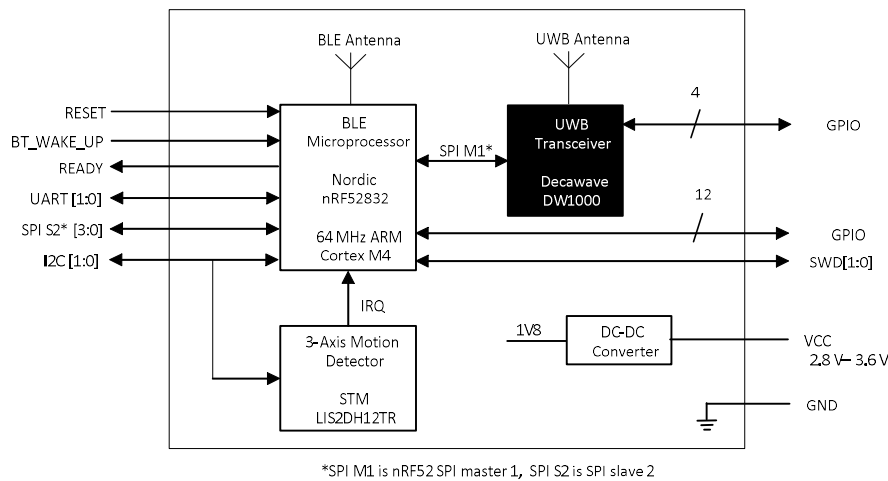 BLE Antenna
UWB Antenna
RESET
BT_WAKE_UP
READY
UART [1:0]
SPI S2* [3:0]
I2C [1:0]
BLE
Microprocessor
Nordic
nRF52832
64 MHz ARM
Cortex M4
SPI M1*
UWB
Transceiver
Decawave
DW1000
4
GPIO
12
GPIO
SWD[1:0]
IRQ
3-Axis Motion
Detector
STM
LIS2DH12TR
1V8
DC-DC
Converter
VCC
2.8 V– 3.6 V
GND
*SPI M1 is nRF52 SPI master 1, SPI S2 is SPI slave 2